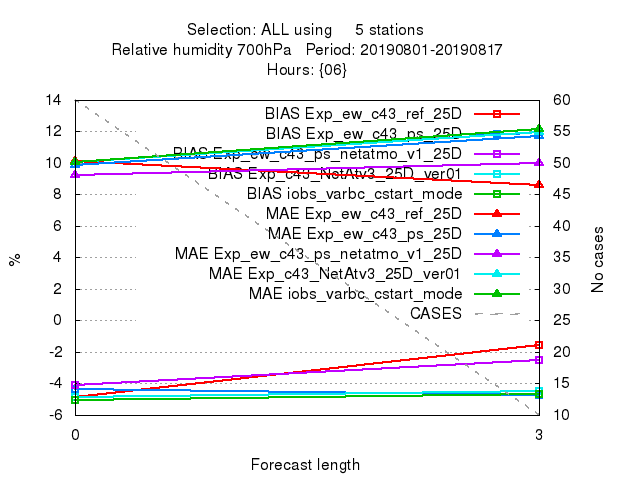 Selection: ALL using 5 stations
Relative humidity 700hPa Period: 20190801-20190817
Hours: {06}
14 60
BIAS Exp_ew_c43_ref_25D
12 55
BIAS Exp_ew_c43_ps_25D
BIAS Exp_ew_c43_ps_netatmo_v1_25D
10 50
BIAS Exp_c43_NetAtv3_25D_ver01
8 45
BIAS iobs_varbc_cstart_mode
MAE Exp_ew_c43_ref_25D
6 40
MAE Exp_ew_c43_ps_25D
MAE Exp_ew_c43_ps_netatmo_v1_25D
4 35
MAE Exp_c43_NetAtv3_25D_ver01
2 30
MAE iobs_varbc_cstart_mode
CASES
0 25
-2 20
-4 15
-6 10
%
No cases
0 3
Forecast length